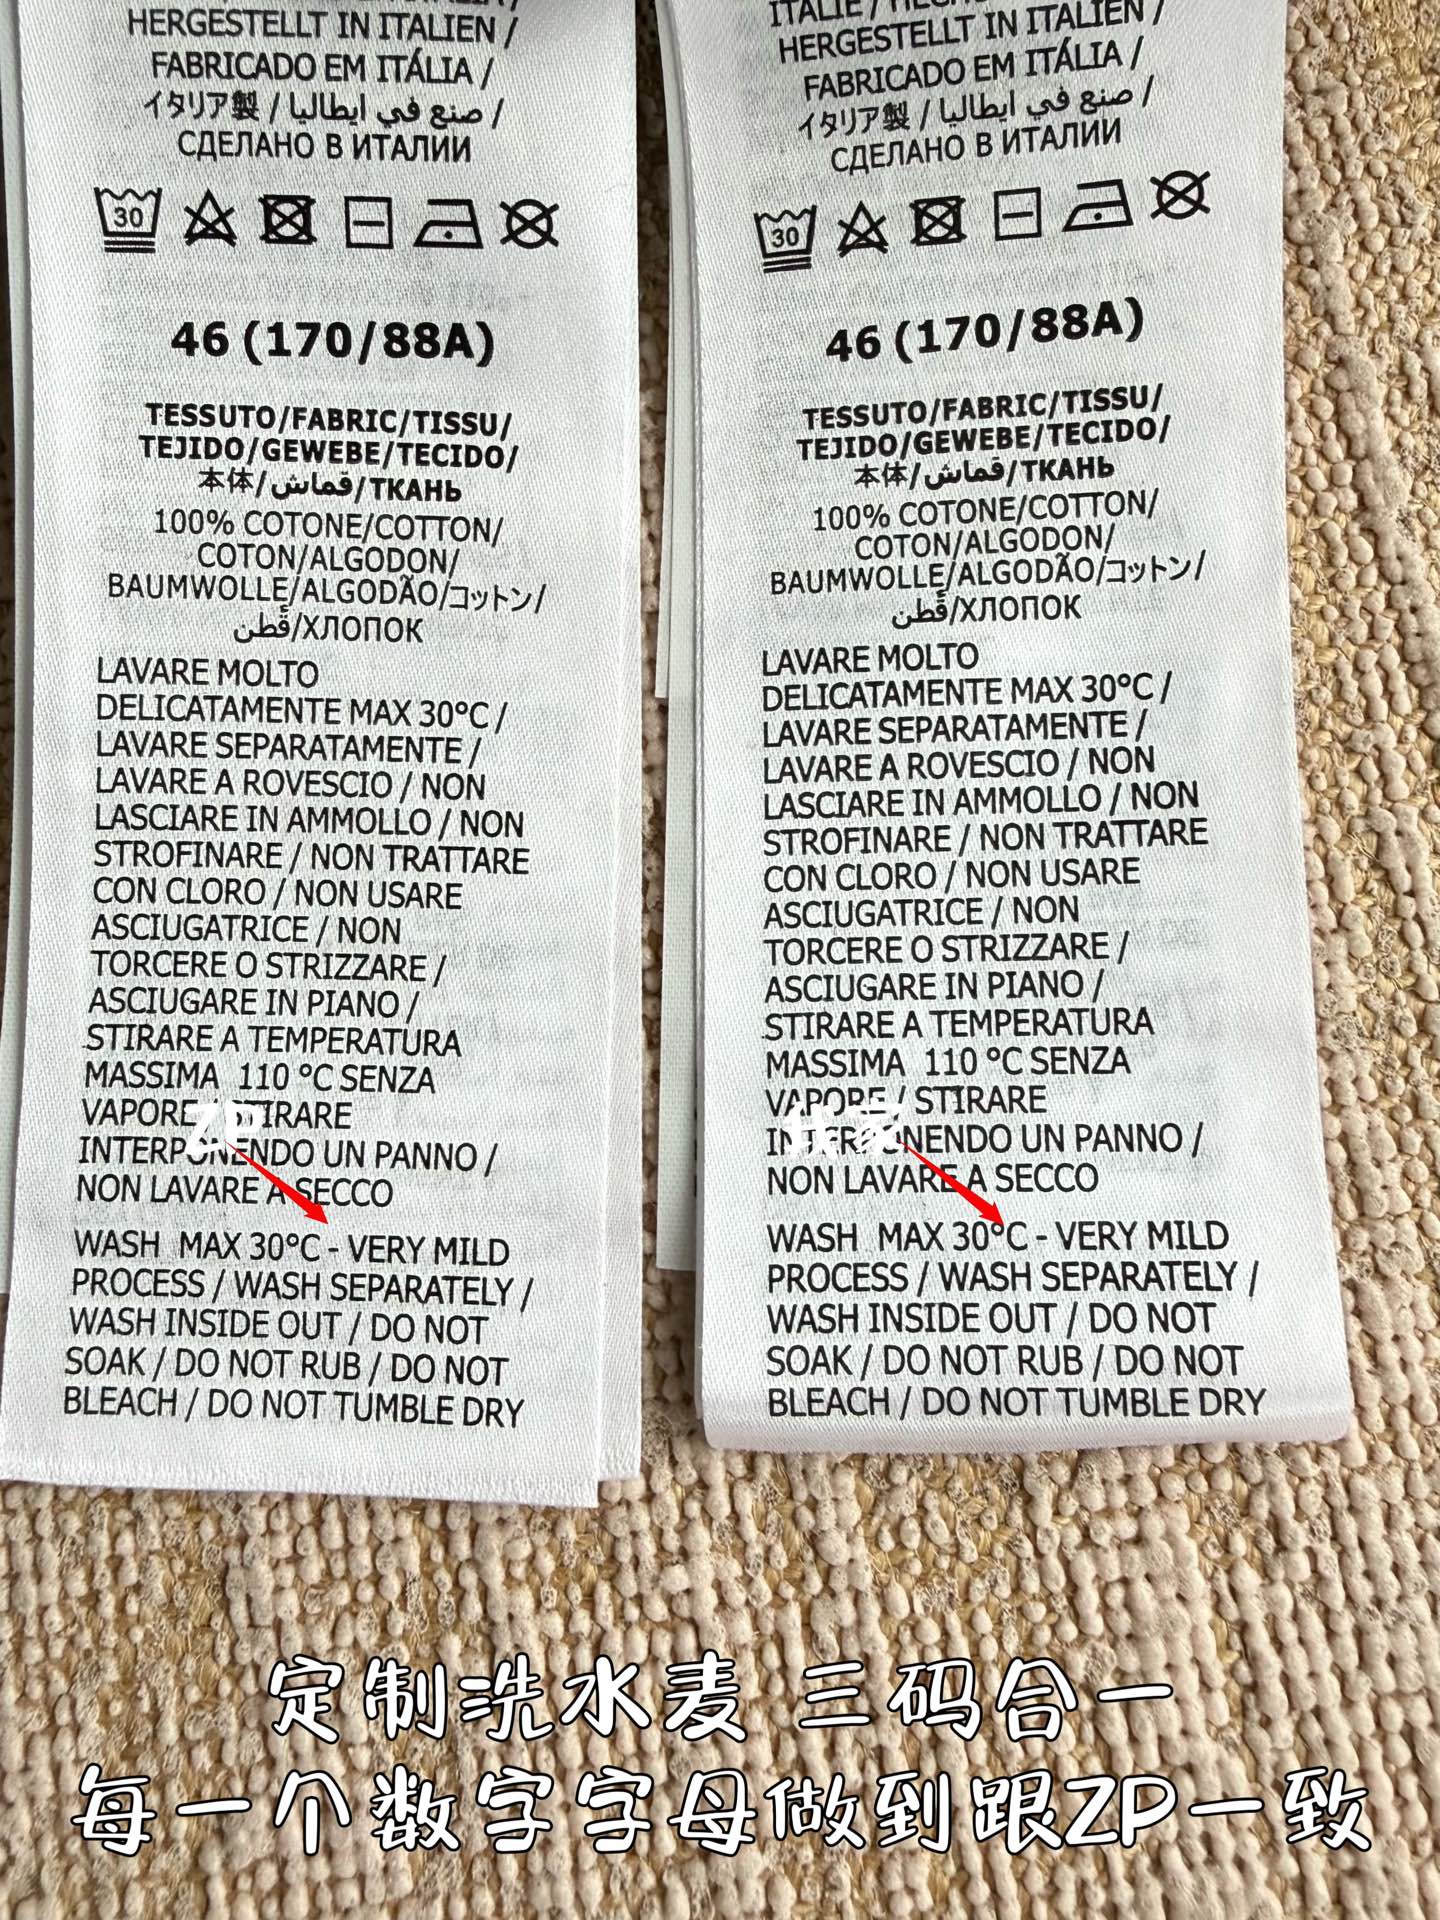 HERGESTELLT IN ITALIEN /
FABRICADO EM ITÁLIA /
イタリア製 / صنع في ايطاليا /
СДЕЛАНО В ИТАЛИИ
30
46 (170/88A)
TESSUTO/FABRIC/TISSU/
TEJIDO/GEWEBE/TECIDO/
本体/قماش/ТКАНЬ
100% COTONE/COTTON/
COTON/ALGODON/
BAUMWOLLE/ALGODÃO/コットン/
قُطن/ХЛОПОК
LAVARE MOLTO
DELICATAMENTE MAX 30°C /
LAVARE SEPARATAMENTE /
LAVARE A ROVESCIO / NON
LASCIARE IN AMMOLLO / NON
STROFINARE / NON TRATTARE
CON CLORO / NON USARE
ASCIUGATRICE / NON
TORCERE O STRIZZARE /
ASCIUGARE IN PIANO /
STIRARE A TEMPERATURA
MASSIMA 110 °C SENZA
VAPORE / STIRARE
ZP
INTERPONENDO UN PANNO /
NON LAVARE A SECCO
WASH MAX 30°C - VERY MILD
PROCESS / WASH SEPARATELY /
WASH INSIDE OUT / DO NOT
SOAK / DO NOT RUB / DO NOT
BLEACH / DO NOT TUMBLE DRY
ITALIE /
HERGESTELLT IN ITALIEN /
FABRICADO EM ITÁLIA /
イタリア製 / صنع في ايطاليا /
СДЕЛАНО В ИТАЛИИ
30
46 (170/88A)
TESSUTO/FABRIC/TISSU/
TEJIDO/GEWEBE/TECIDO/
本体/قماش/ТКАНЬ
100% COTONE/COTTON/
COTON/ALGODON/
BAUMWOLLE/ALGODÃO/コットン/
قُطن/ХЛОПОК
LAVARE MOLTO
DELICATAMENTE MAX 30°C /
LAVARE SEPARATAMENTE /
LAVARE A ROVESCIO / NON
LASCIARE IN AMMOLLO / NON
STROFINARE / NON TRATTARE
CON CLORO / NON USARE
ASCIUGATRICE / NON
TORCERE O STRIZZARE /
ASCIUGARE IN PIANO /
STIRARE A TEMPERATURA
MASSIMA 110 °C SENZA
VAPORE / STIRARE
我家
INTERPONENDO UN PANNO /
NON LAVARE A SECCO
WASH MAX 30°C - VERY MILD
PROCESS / WASH SEPARATELY /
WASH INSIDE OUT / DO NOT
SOAK / DO NOT RUB / DO NOT
BLEACH / DO NOT TUMBLE DRY
定制洗水麦 三码合一
每一个数字字母做到跟ZP一致